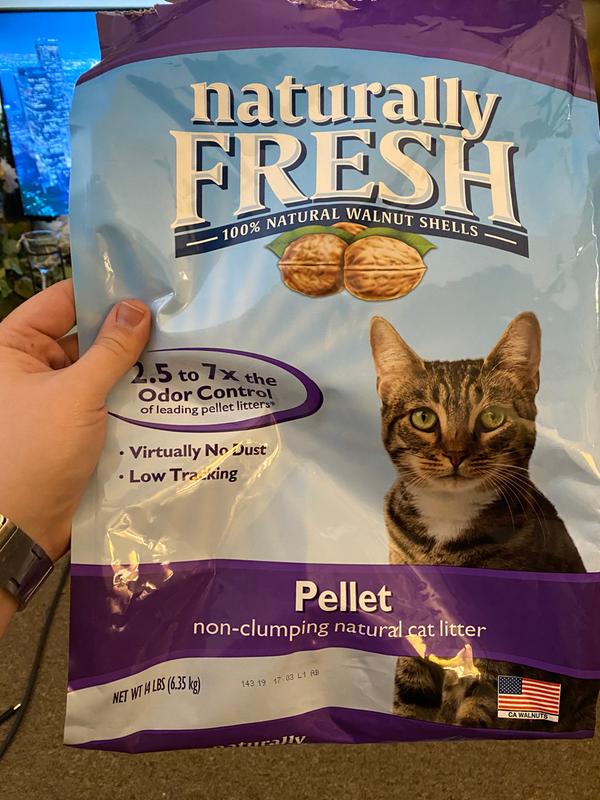 naturally
FRESH
100% NATURAL WALNUT SHELLS
2.5 to 7x the
Odor Control
of leading pellet litters*
• Virtually No Dust
• Low Tracking
Pellet
non-clumping natural cat litter
NET WT 14 LBS (6.35 kg)
143 19 17:03 L1 AB
CA WALNUTS
naturally